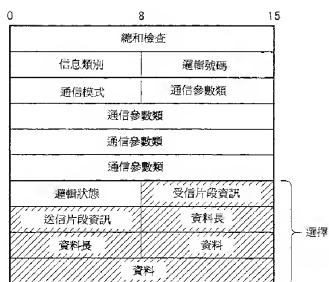 0 8 15
總和檢查
信息類別 邏輯號碼
通信模式 通信參數類
通信參數類
通信參數類
通信參數類
邏輯狀態 受信片段資訊
送信片段資訊 資料長
資料長 資料
資料
選擇